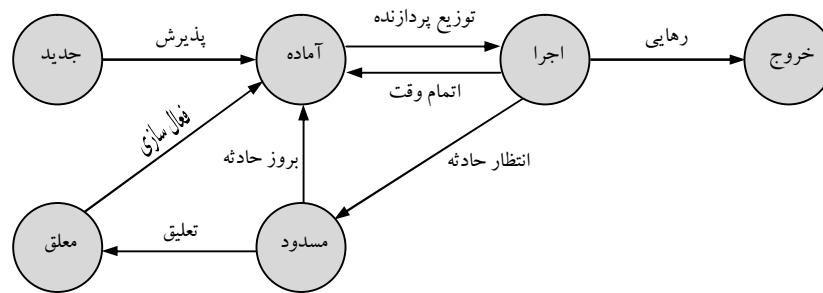 توزیع پردازنده
رهایی
پذیرش
خروج
اجرا
آماده
جدید
اتمام وقت
فعال سازی
انتظار حادثه
بروز حادثه
تعلیق
مسدود
معلق